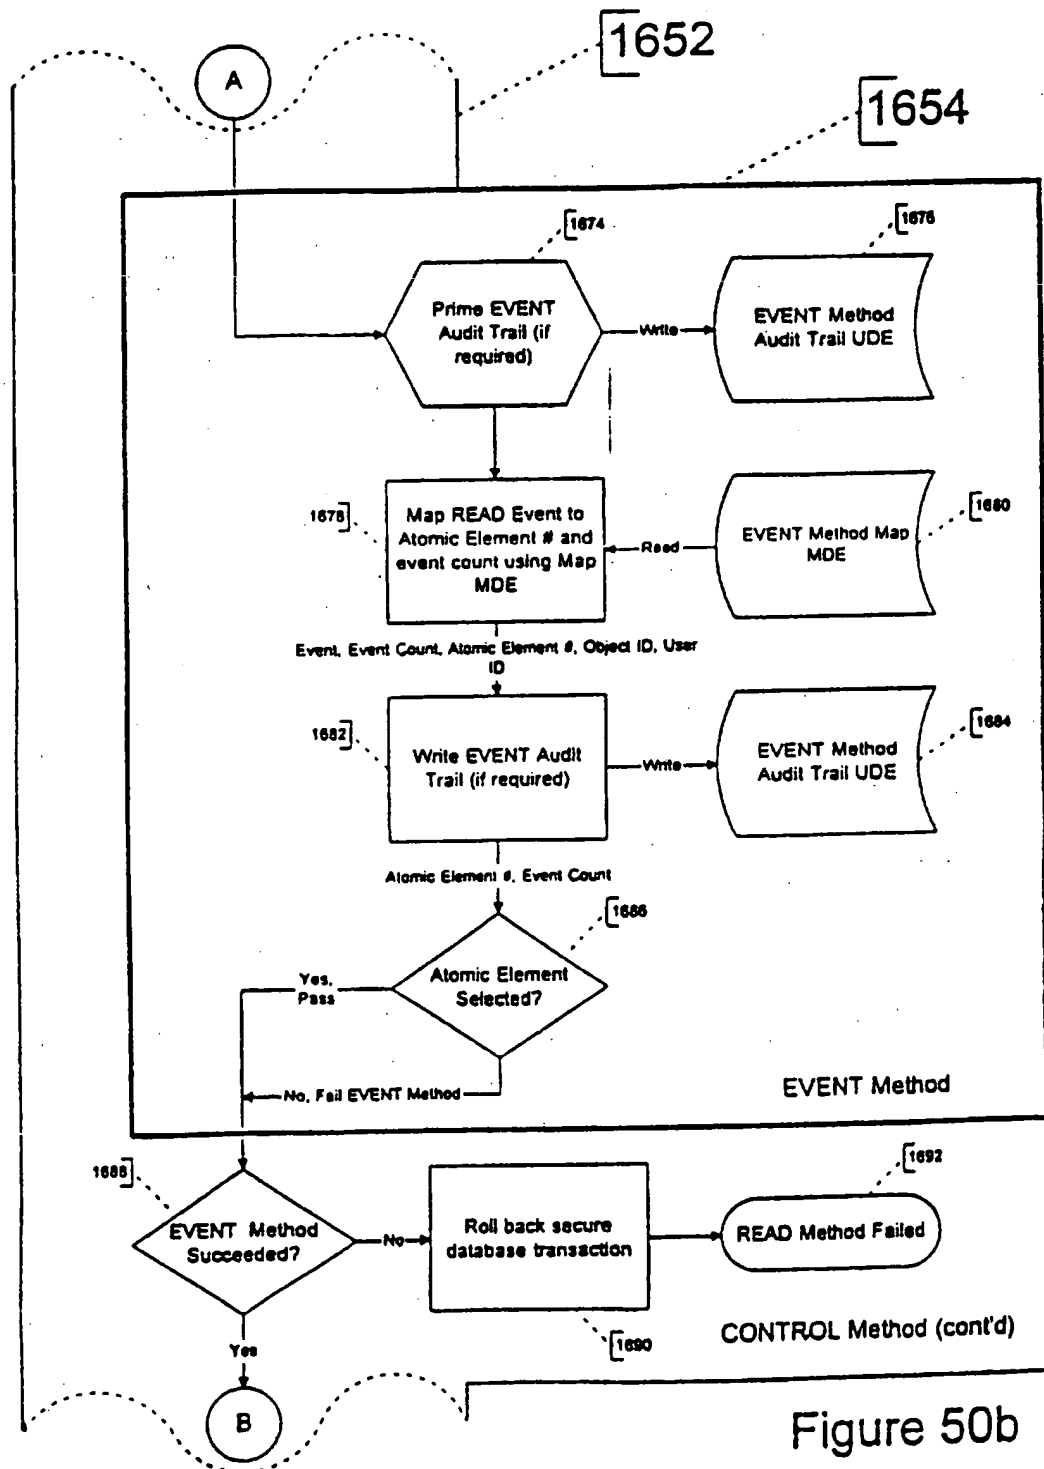 1652
A
1654
1674
1676
Prime EVENT
Audit Trail (if
required)
Write
EVENT Method
Audit Trail UDE
1678
Map READ Event to
Atomic Element # and
event count using Map
MDE
Read
EVENT Method Map
MDE
1680
Event, Event Count, Atomic Element #, Object ID, User
ID
1682
Write EVENT Audit
Trail (if required)
Write
EVENT Method
Audit Trail UDE
1684
Atomic Element #, Event Count
1686
Atomic Element
Selected?
Yes,
Pass
No, Fail EVENT Method
EVENT Method
1688
EVENT Method
Succeeded?
No
Roll back secure
database transaction
1690
READ Method Failed
1692
CONTROL Method (cont'd)
Yes
B
Figure 50b